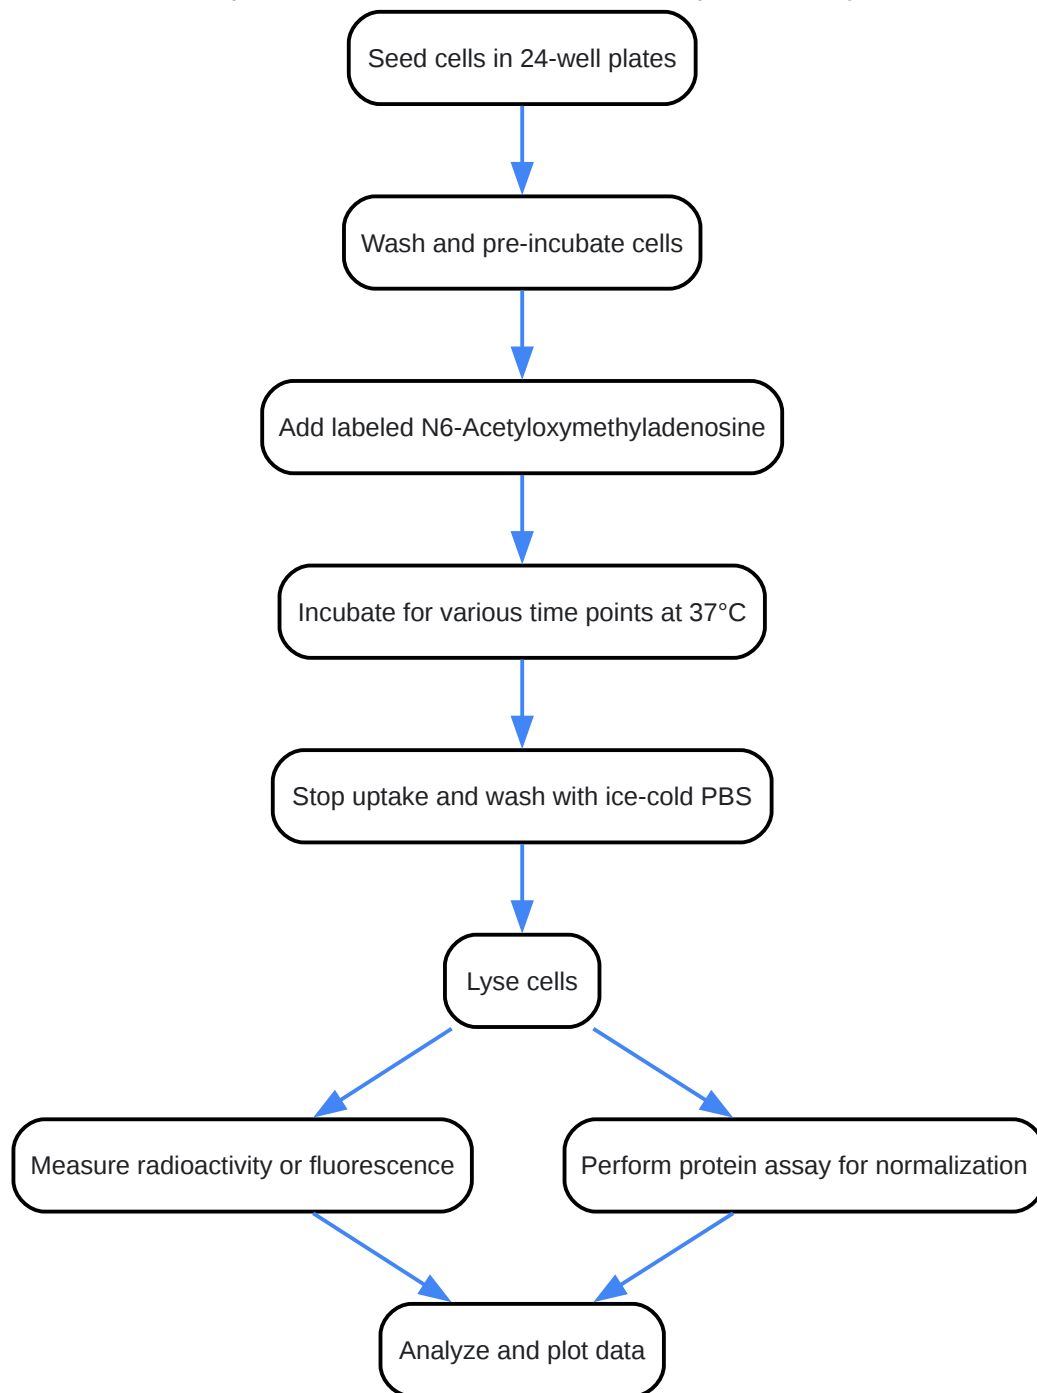 Seed cells in 24-well plates
Wash and pre-incubate cells
Add labeled N6-Acetyloxymethyladenosine
Incubate for various time points at 37°C
Stop uptake and wash with ice-cold PBS
Lyse cells
Measure radioactivity or fluorescence
Perform protein assay for normalization
Analyze and plot data